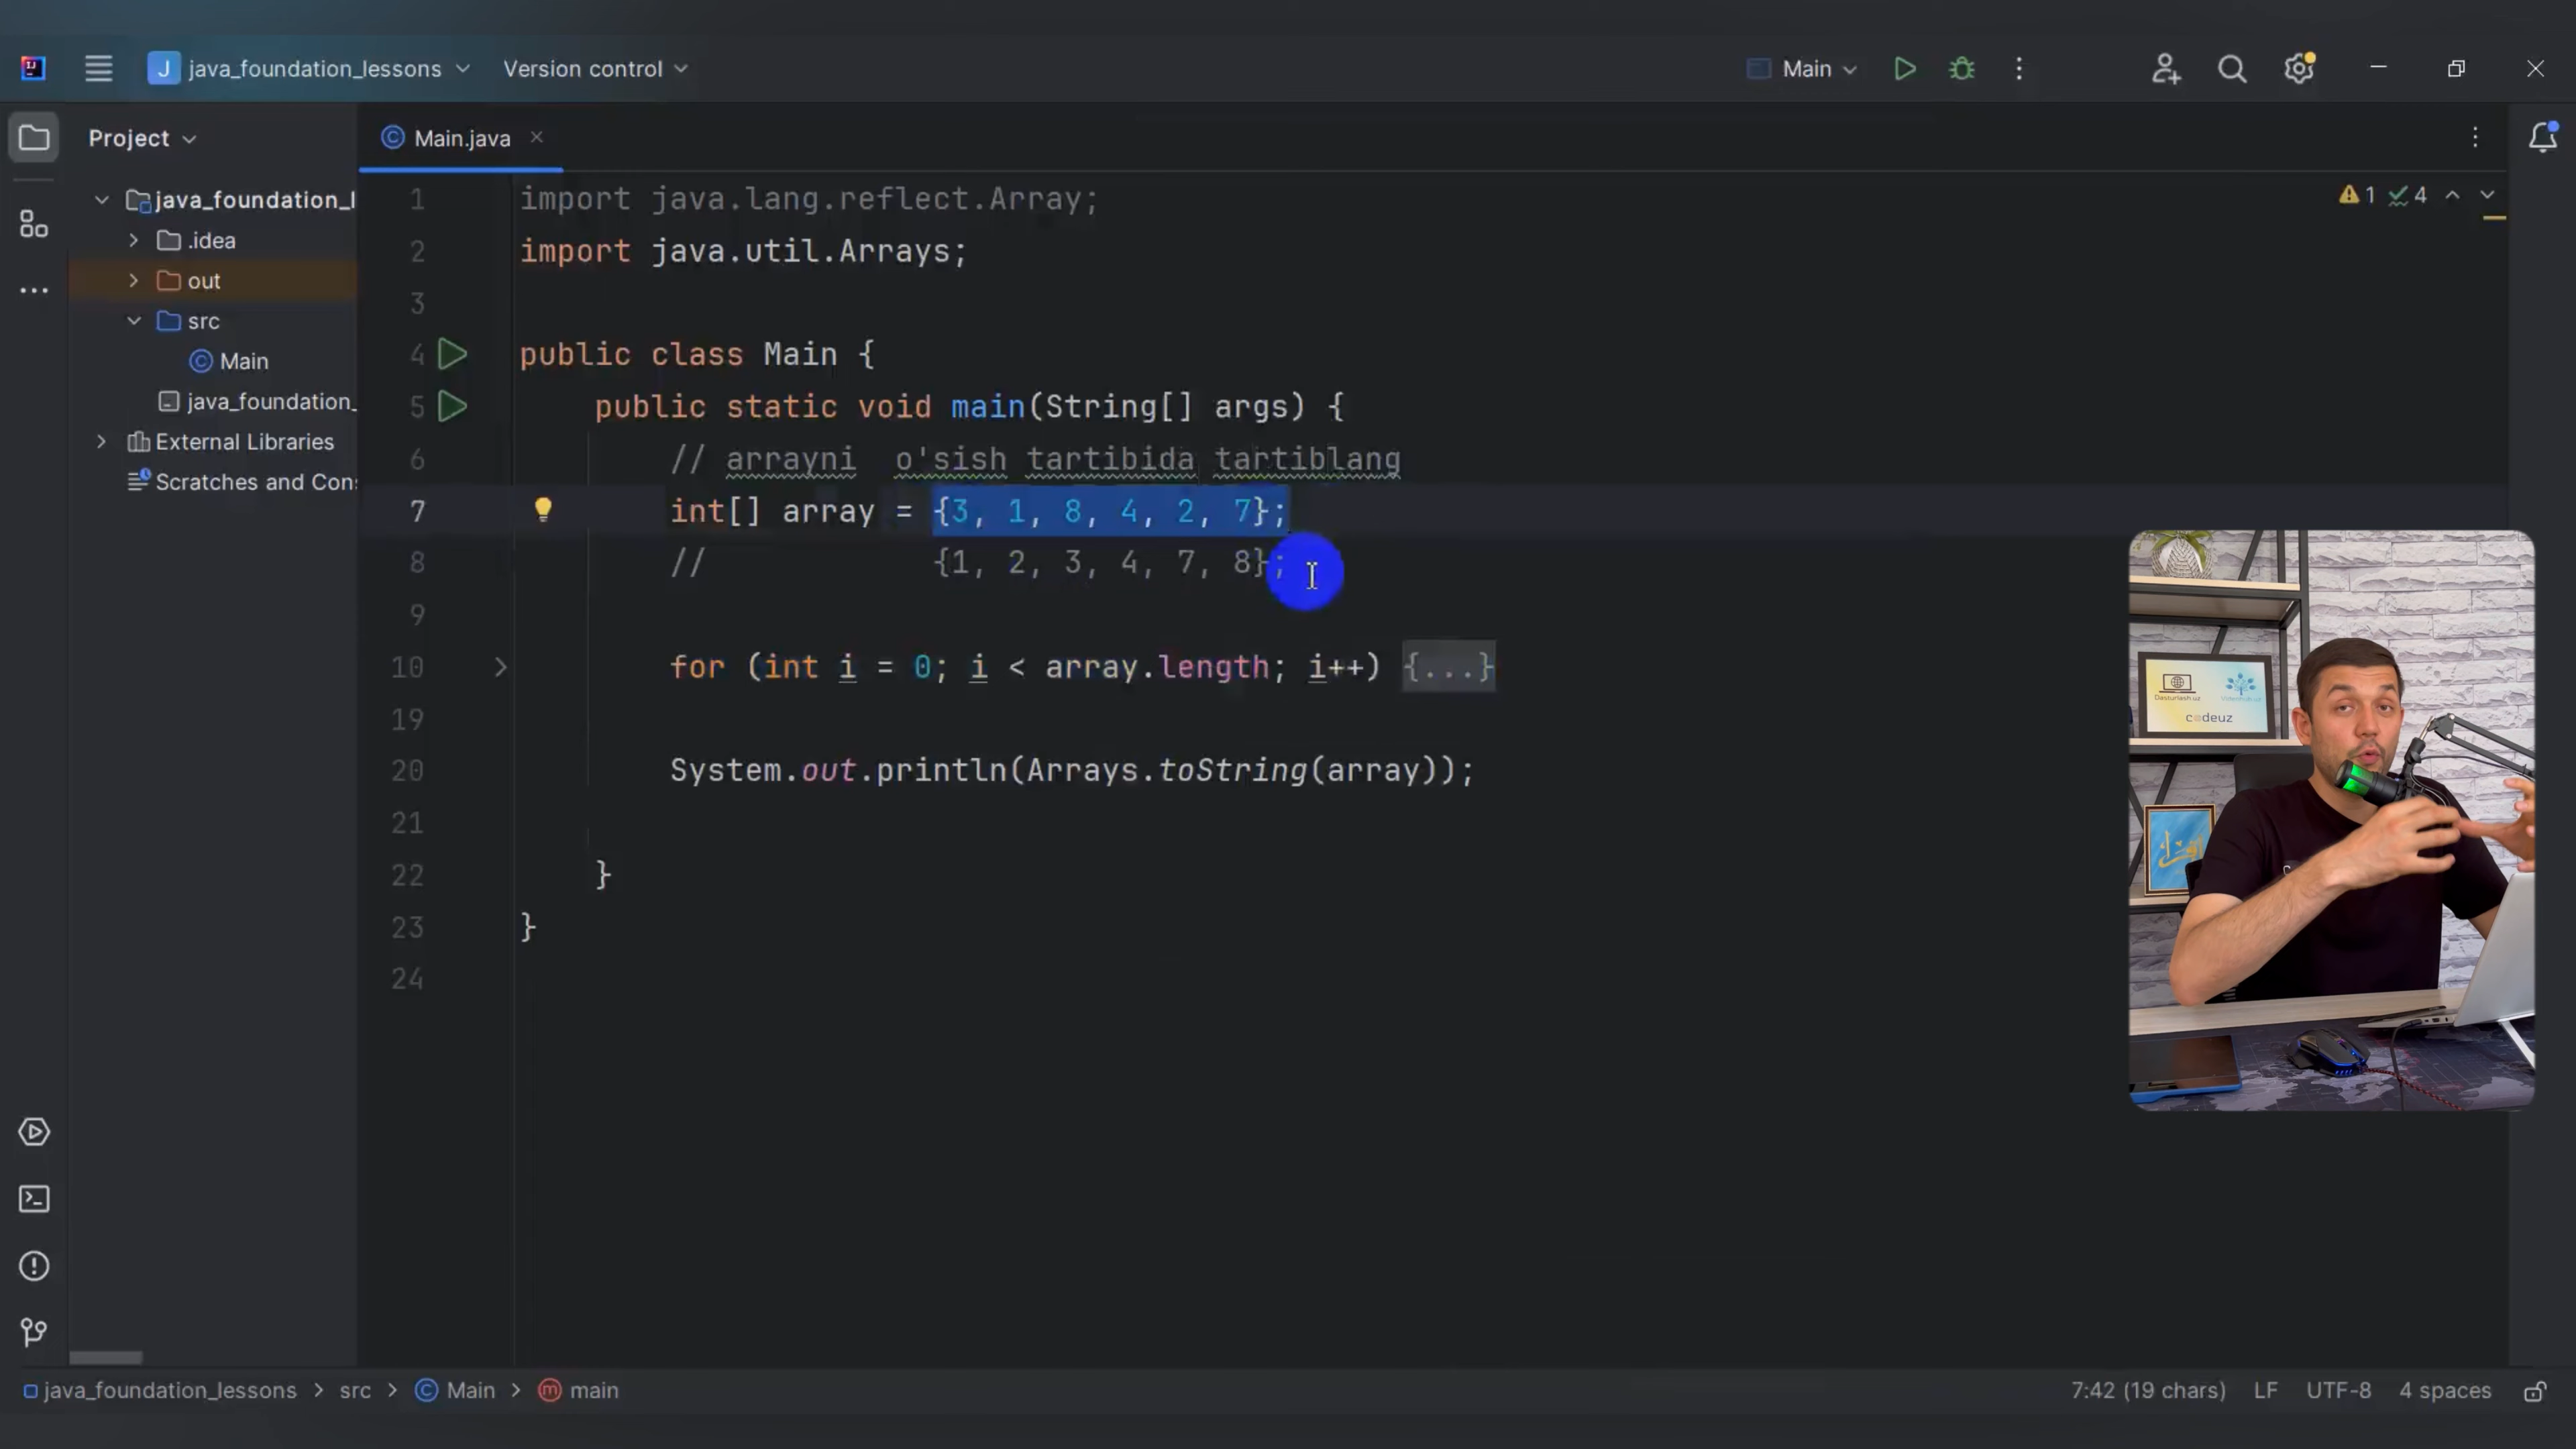 java_foundation_lessons
Version control
Main
Project
Main.java
java_foundation_l
.idea
out
src
Main
java_foundation_
External Libraries
Scratches and Con
1 4
1 import java.lang.reflect.Array;
2 import java.util.Arrays;
3
4 public class Main {
5 public static void main(String[] args) {
6 // arrayni o'sish tartibida tartiblang
7 int[] array = {3, 1, 8, 4, 2, 7};
8 // {1, 2, 3, 4, 7, 8};
9
10 for (int i = 0; i < array.length; i++) {...}
19
20 System.out.println(Arrays.toString(array));
21
22 }
23 }
24
Dasturlash.uz
codeuz
java_foundation_lessons > src > Main > main
7:42 (19 chars) LF UTF-8 4 spaces